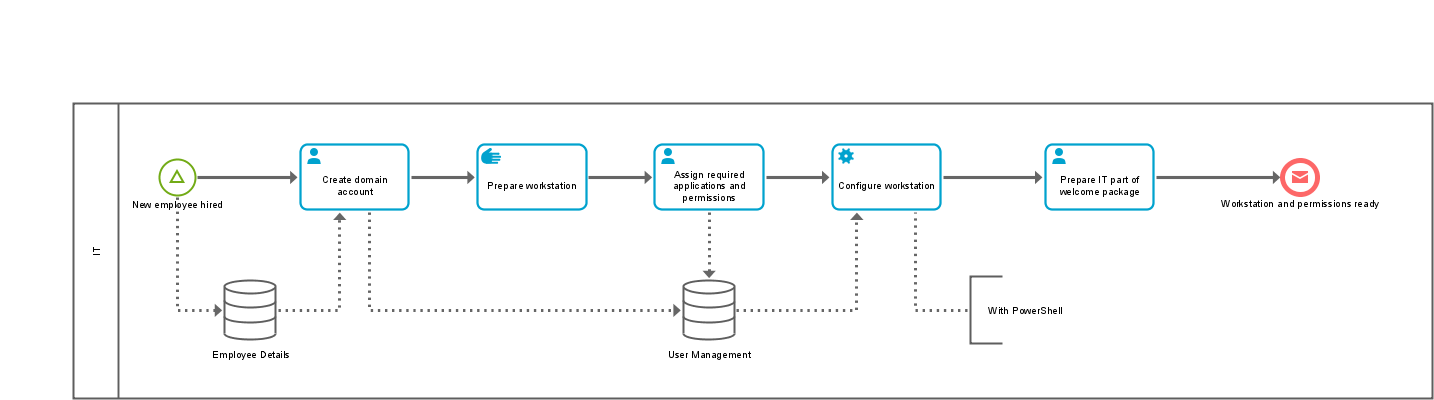 IT
New employee hired
Create domain
account
Prepare workstation
Assign required
applications and
permissions
Configure workstation
Prepare IT part of
welcome package
Workstation and permissions ready
Employee Details
User Management
With PowerShell